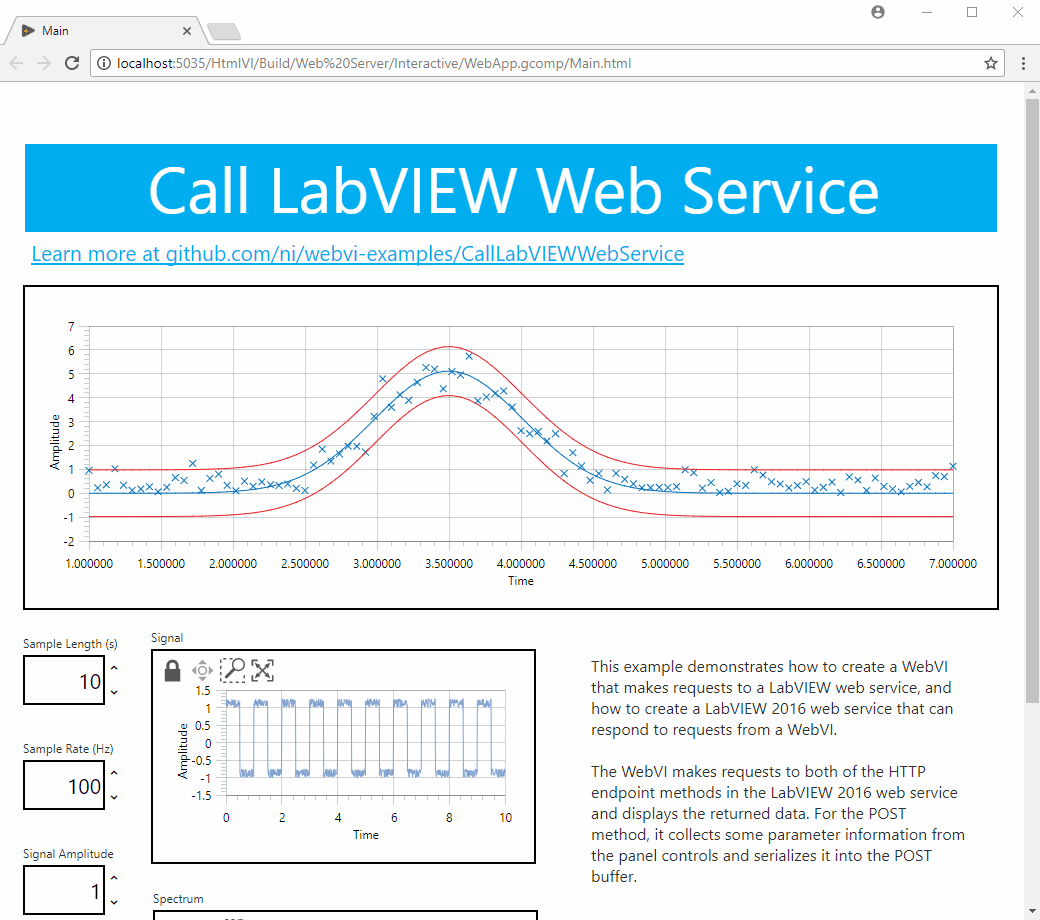 Main
localhost:5035/HtmlVI/Build/Web%20Server/Interactive/WebApp.gcomp/Main.html
Call LabVIEW Web Service
Learn more at github.com/ni/webvi-examples/CallLabVIEWWebService
7
6
5
4
3
2
1
0
-1
-2
Amplitude
1.000000 1.500000 2.000000 2.500000 3.000000 3.500000 4.000000 4.500000 5.000000 5.500000 6.000000 6.500000 7.000000
Time
Sample Length (s)
10
Sample Rate (Hz)
100
Signal Amplitude
1
Signal
1.5
1
0.5
0
-0.5
-1
-1.5
Amplitude
0 2 4 6 8 10
Time
Spectrum
This example demonstrates how to create a WebVI
that makes requests to a LabVIEW web service, and
how to create a LabVIEW 2016 web service that can
respond to requests from a WebVI.
The WebVI makes requests to both of the HTTP
endpoint methods in the LabVIEW 2016 web service
and displays the returned data. For the POST
method, it collects some parameter information from
the panel controls and serializes it into the POST
buffer.